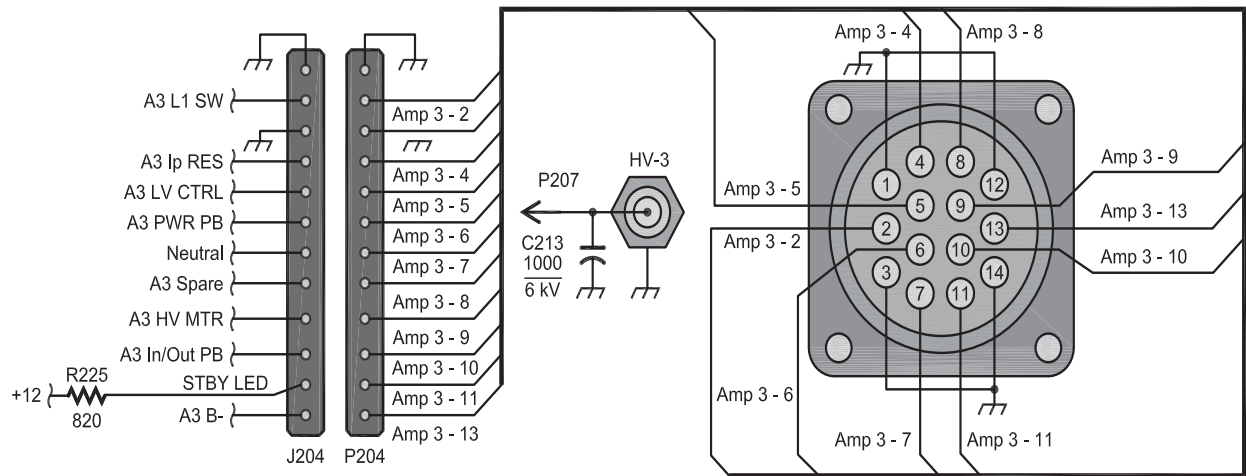 A3 L1 SW
A3 Ip RES
A3 LV CTRL
A3 PWR PB
Neutral
A3 Spare
A3 HV MTR
A3 In/Out PB
STBY LED
A3 B-
+12
R225
820
J204
P204
Amp 3 - 2
Amp 3 - 4
Amp 3 - 5
Amp 3 - 6
Amp 3 - 7
Amp 3 - 8
Amp 3 - 9
Amp 3 - 10
Amp 3 - 11
Amp 3 - 13
P207
HV-3
C213
1000
6 kV
Amp 3 - 4
Amp 3 - 8
Amp 3 - 5
Amp 3 - 2
Amp 3 - 6
Amp 3 - 7
Amp 3 - 11
Amp 3 - 9
Amp 3 - 13
Amp 3 - 10
1
2
3
4
5
6
7
8
9
10
11
12
13
14